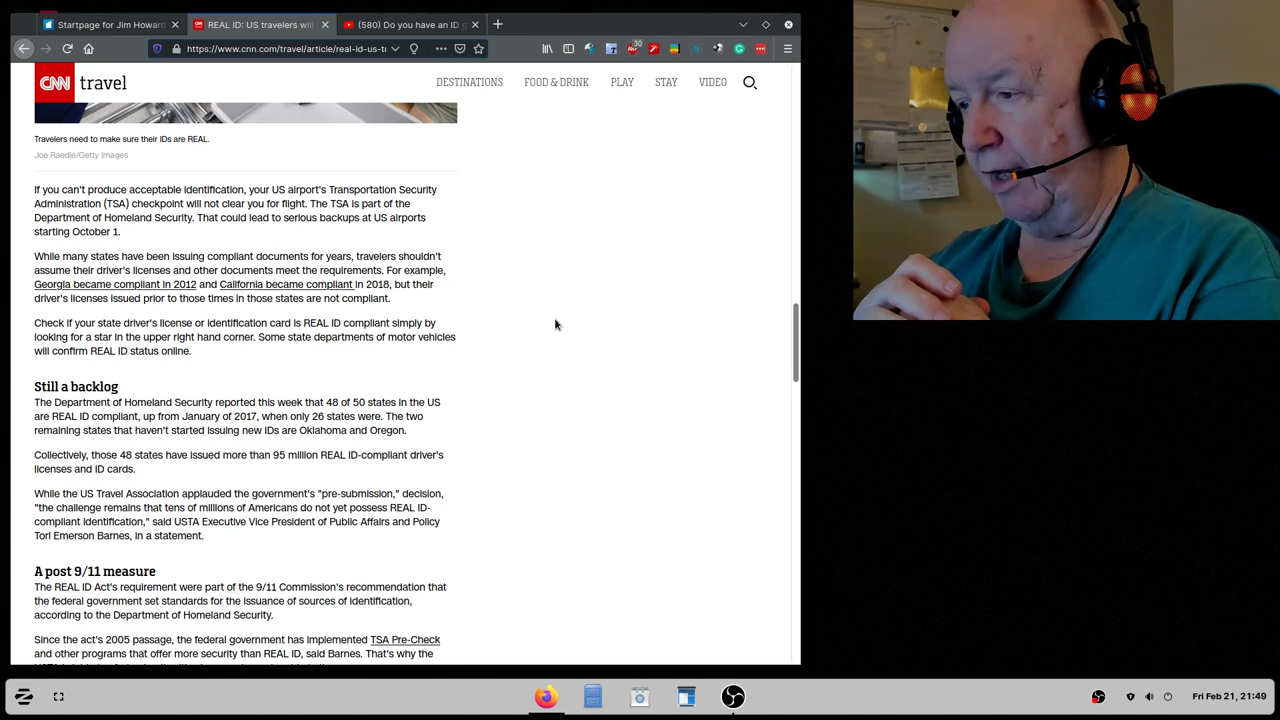 Startpage for Jim Howard
REAL ID: US travelers will
(580) Do you have an ID g
https://www.cnn.com/travel/article/real-id-us-t
30
CNN travel
DESTINATIONS FOOD & DRINK PLAY STAY VIDEO
Travelers need to make sure their IDs are REAL.
Joe Raedle/Getty Images
If you can't produce acceptable identification, your US airport's Transportation Security
Administration (TSA) checkpoint will not clear you for flight. The TSA is part of the
Department of Homeland Security. That could lead to serious backups at US airports
starting October 1.
While many states have been issuing compliant documents for years, travelers shouldn't
assume their driver's licenses and other documents meet the requirements. For example,
Georgia became compliant in 2012 and California became compliant in 2018, but their
driver's licenses issued prior to those times in those states are not compliant.
Check if your state driver's license or identification card is REAL ID compliant simply by
looking for a star in the upper right hand corner. Some state departments of motor vehicles
will confirm REAL ID status online.
Still a backlog
The Department of Homeland Security reported this week that 48 of 50 states in the US
are REAL ID compliant, up from January of 2017, when only 26 states were. The two
remaining states that haven't started issuing new IDs are Oklahoma and Oregon.
Collectively, those 48 states have issued more than 95 million REAL ID-compliant driver's
licenses and ID cards.
While the US Travel Association applauded the government's "pre-submission," decision,
"the challenge remains that tens of millions of Americans do not yet possess REAL ID-
compliant identification," said USTA Executive Vice President of Public Affairs and Policy
Tori Emerson Barnes, in a statement.
A post 9/11 measure
The REAL ID Act's requirement were part of the 9/11 Commission's recommendation that
the federal government set standards for the issuance of sources of identification,
according to the Department of Homeland Security.
Since the act's 2005 passage, the federal government has implemented TSA Pre-Check
and other programs that offer more security than REAL ID, said Barnes. That's why the
Fri Feb 21, 21:49